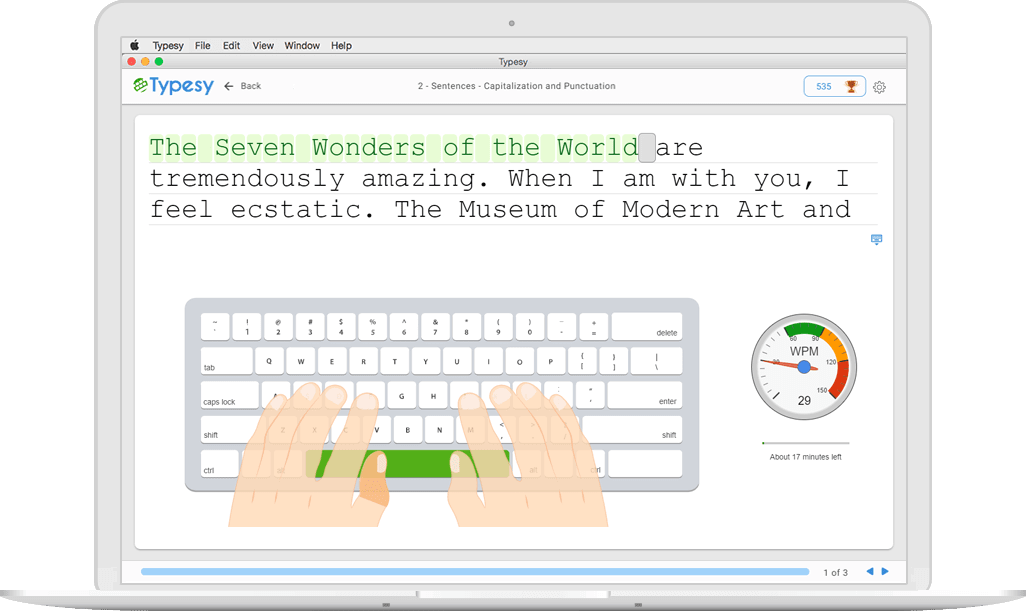 Typesy File Edit View Window Help
Typesy
Typesy ← Back 2 - Sentences - Capitalization and Punctuation 535
The Seven Wonders of the World are
tremendously amazing. When I am with you, I
feel ecstatic. The Museum of Modern Art and
~ ! @ # $ % ^ & * ( ) - +
` 1 2 3 4 5 6 7 8 9 0 - = delete
tab Q W E R T Y U I O P { [ } ] | \
caps lock A G H : " ' enter
shift Z X C V B N M < , > . / shift
ctrl alt alt ctrl
60 90
WPM
30 120
150
29
About 17 minutes left
1 of 3